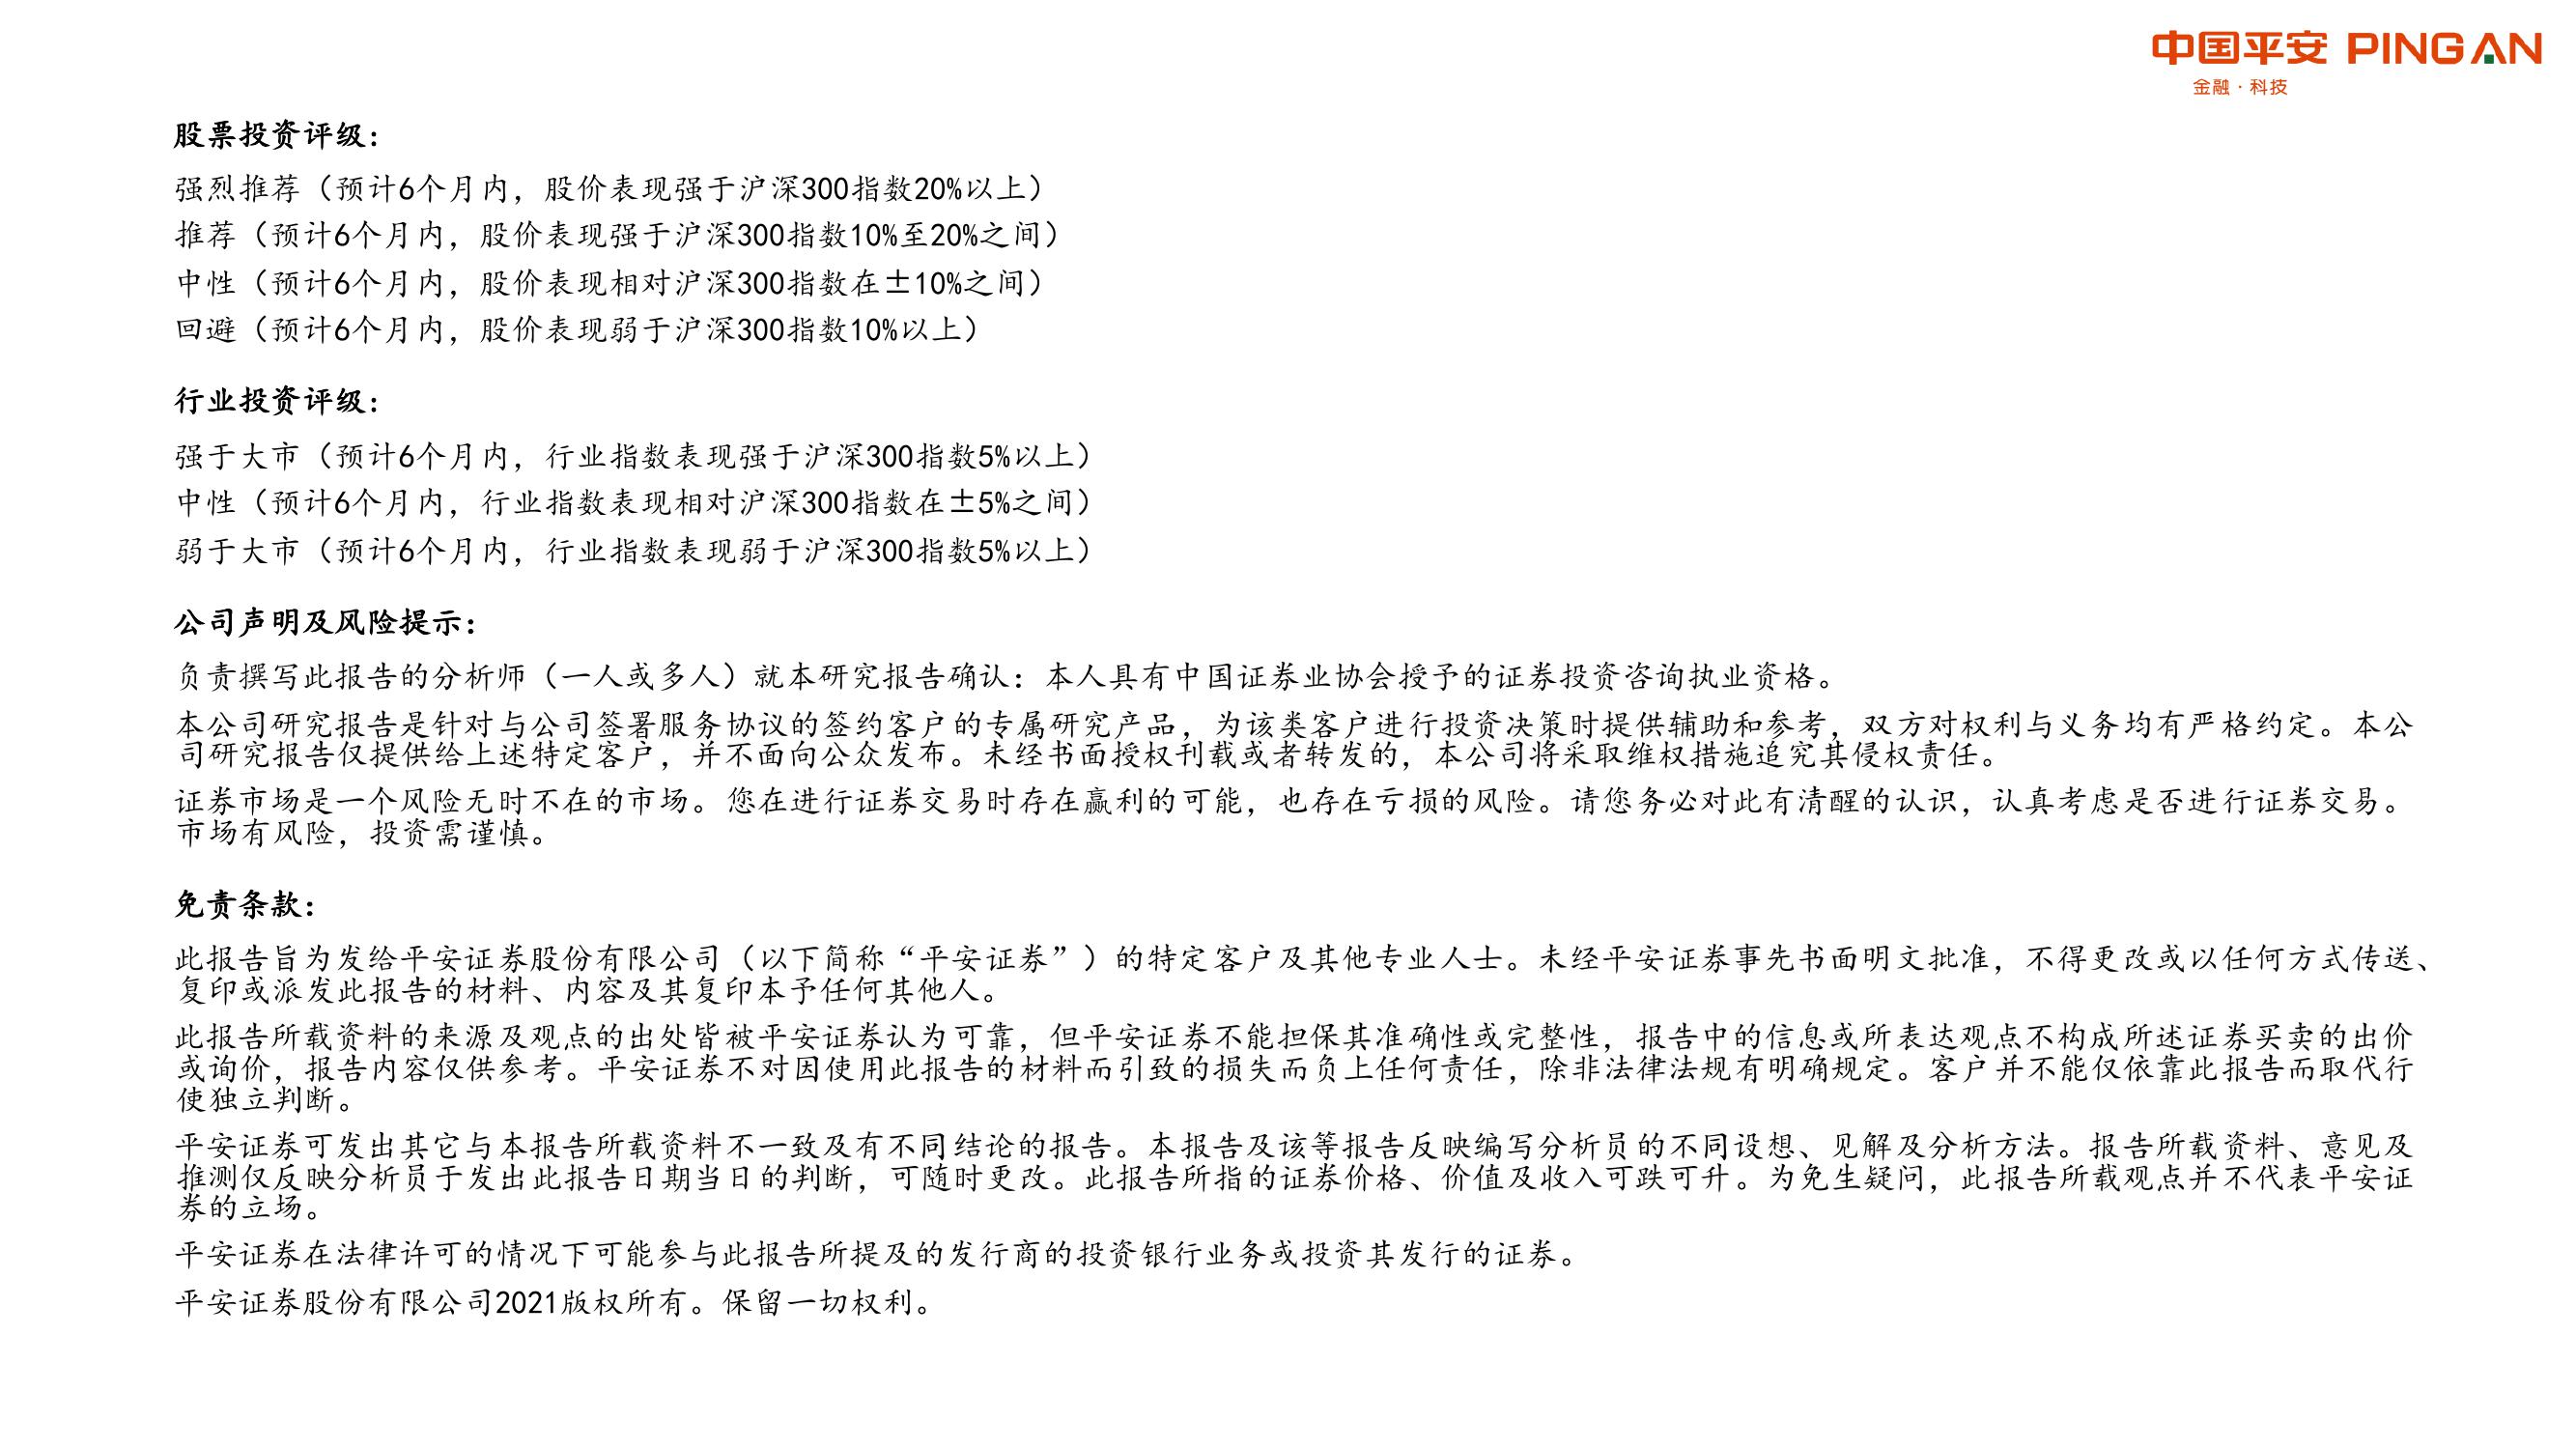 中国平安 PING AN
金融·科技
股票投资评级：
强烈推荐（预计6个月内，股价表现强于沪深300指数20%以上）
推荐（预计6个月内，股价表现强于沪深300指数10%至20%之间）
中性（预计6个月内，股价表现相对沪深300指数在±10%之间）
回避（预计6个月内，股价表现弱于沪深300指数10%以上）
行业投资评级：
强于大市（预计6个月内，行业指数表现强于沪深300指数5%以上）
中性（预计6个月内，行业指数表现相对沪深300指数在±5%之间）
弱于大市（预计6个月内，行业指数表现弱于沪深300指数5%以上）
公司声明及风险提示：
负责撰写此报告的分析师（一人或多人）就本研究报告确认：本人具有中国证券业协会授予的证券投资咨询执业资格。
本公司研究报告是针对与公司签署服务协议的签约客户的专属研究产品，为该类客户进行投资决策时提供辅助和参考，双方对权利与义务均有严格约定。本公
司研究报告仅提供给上述特定客户，并不面向公众发布。未经书面授权刊载或者转发的，本公司将采取维权措施追究其侵权责任。
证券市场是一个风险无时不在的市场。您在进行证券交易时存在赢利的可能，也存在亏损的风险。请您务必对此有清醒的认识，认真考虑是否进行证券交易。
市场有风险，投资需谨慎。
免责条款：
此报告旨为发给平安证券股份有限公司（以下简称“平安证券”）的特定客户及其他专业人士。未经平安证券事先书面明文批准，不得更改或以任何方式传送、
复印或派发此报告的材料、内容及其复印本予任何其他人。
此报告所载资料的来源及观点的出处皆被平安证券认为可靠，但平安证券不能担保其准确性或完整性，报告中的信息或所表达观点不构成所述证券买卖的出价
或询价，报告内容仅供参考。平安证券不对因使用此报告的材料而引致的损失而负上任何责任，除非法律法规有明确规定。客户并不能仅依靠此报告而取代行
使独立判断。
平安证券可发出其它与本报告所载资料不一致及有不同结论的报告。本报告及该等报告反映编写分析员的不同设想、见解及分析方法。报告所载资料、意见及
推测仅反映分析员于发出此报告日期当日的判断，可随时更改。此报告所指的证券价格、价值及收入可跌可升。为免生疑问，此报告所载观点并不代表平安证
券的立场。
平安证券在法律许可的情况下可能参与此报告所提及的发行商的投资银行业务或投资其发行的证券。
平安证券股份有限公司2021版权所有。保留一切权利。